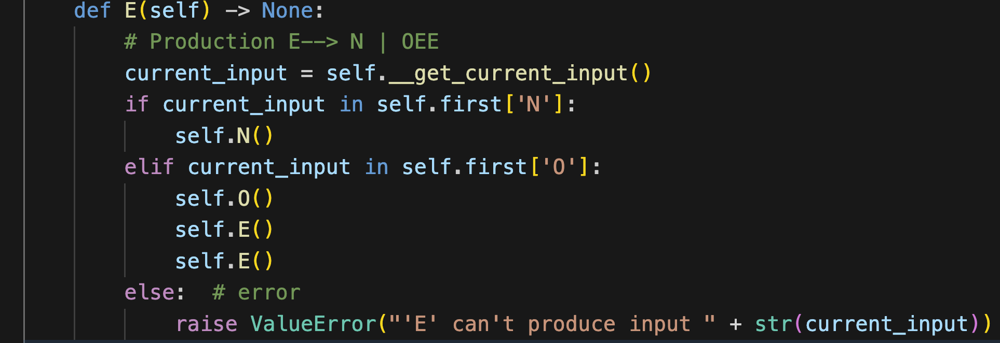 def E(self) -> None:
# Production E--> N | OEE
current_input = self.__get_current_input()
if current_input in self.first['N']:
self.N()
elif current_input in self.first['O']:
self.O()
self.E()
self.E()
else:  # error
raise ValueError("'E' can't produce input " + str(current_input))